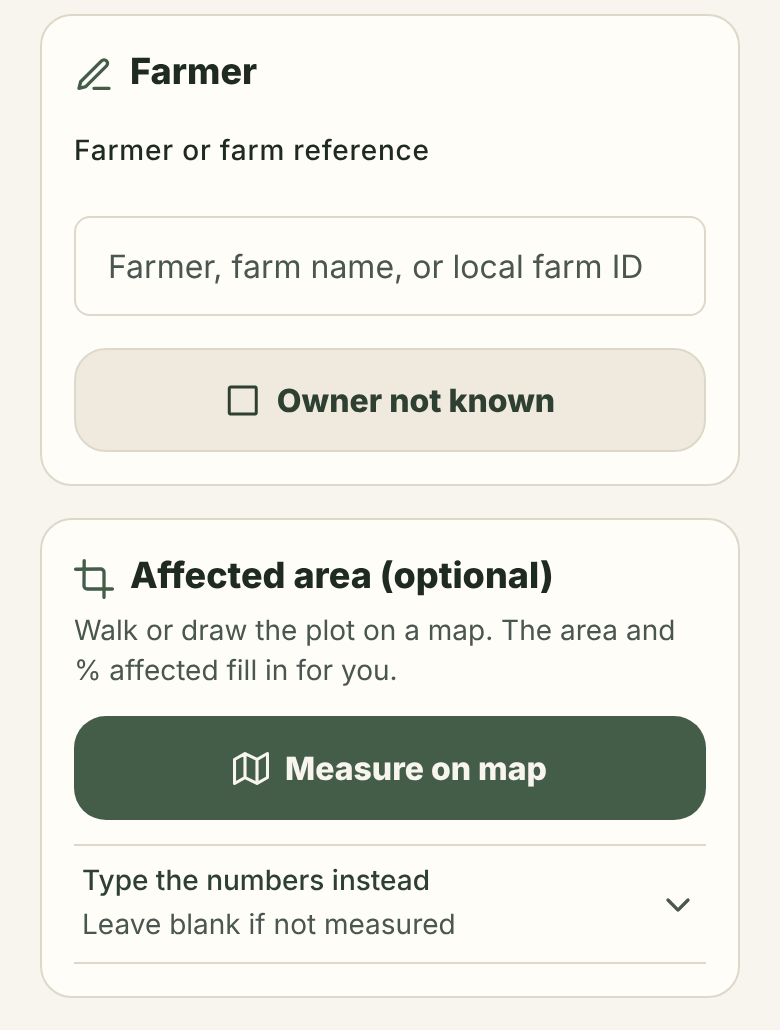 Farmer
Farmer or farm reference
Farmer, farm name, or local farm ID
Owner not known
Affected area (optional)
Walk or draw the plot on a map. The area and
% affected fill in for you.
Measure on map
Type the numbers instead
Leave blank if not measured